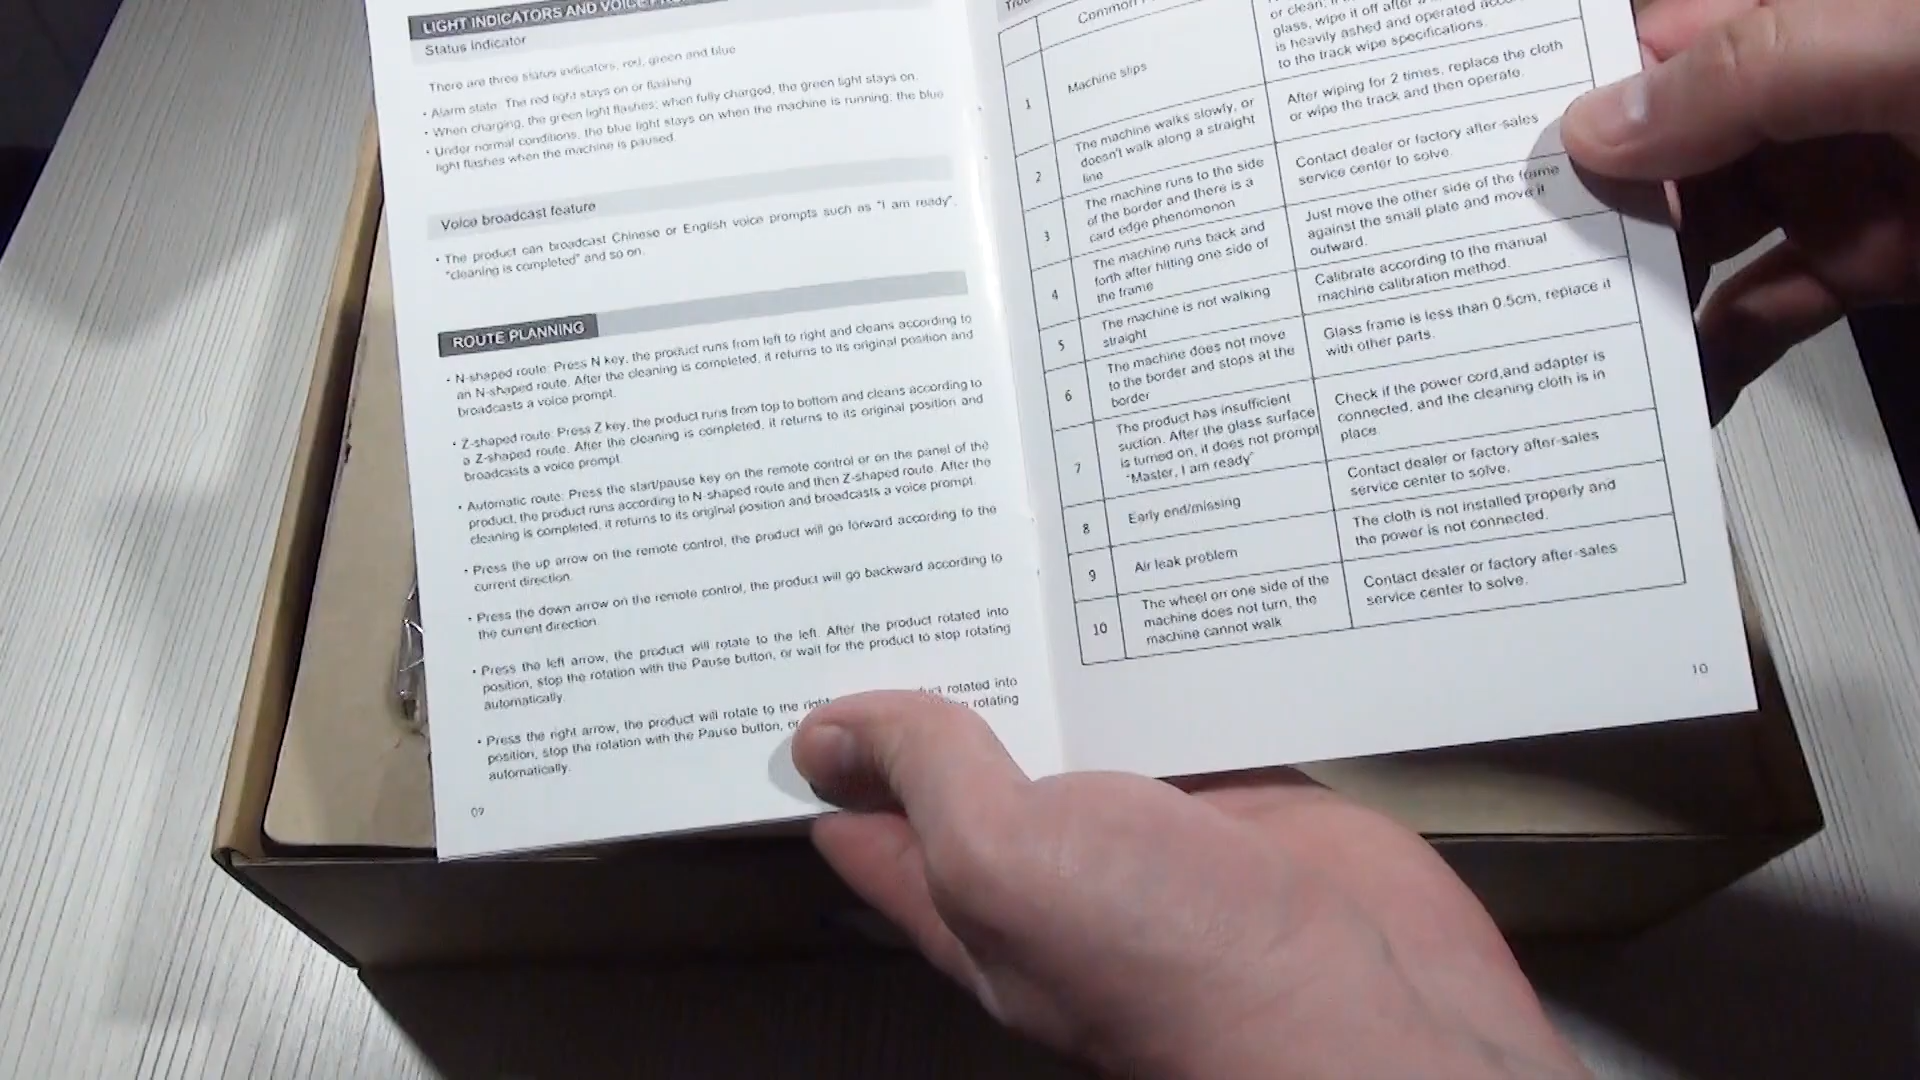 LIGHT INDICATORS AND VOICE
Status Indicator
There are three status indicators, red, green and blue
• Alarm state: The red light stays on or flashing
• When charging, the green light flashes; when fully charged, the green light stays on.
• Under normal conditions, the blue light stays on when the machine is running, the blue
light flashes when the machine is paused.
Voice broadcast feature
• The product can broadcast Chinese or English voice prompts such as "I am ready",
"cleaning is completed" and so on.
ROUTE PLANNING
• N-shaped route: Press N key, the product runs from left to right and cleans according to
an N-shaped route. After the cleaning is completed, it returns to its original position and
broadcasts a voice prompt.
• Z-shaped route: Press Z key, the product runs from top to bottom and cleans according to
a Z-shaped route. After the cleaning is completed, it returns to its original position and
broadcasts a voice prompt.
• Automatic route: Press the start/pause key on the remote control or on the panel of the
product, the product runs according to N-shaped route and then Z-shaped route. After the
cleaning is completed, it returns to its original position and broadcasts a voice prompt.
• Press the up arrow on the remote control, the product will go forward according to the
current direction.
• Press the down arrow on the remote control, the product will go backward according to
the current direction.
• Press the left arrow, the product will rotate to the left. After the product rotated into
position, stop the rotation with the Pause button, or wait for the product to stop rotating
automatically.
• Press the right arrow, the product will rotate to the right rotated into
position, stop the rotation with the Pause button, or rotating
automatically.
09
Common
or clean;
glass, wipe it off after
is heavily ashed and operated
to the track wipe specifications.
1
Machine slips
After wiping for 2 times, replace the cloth
or wipe the track and then operate.
2
The machine walks slowly, or
doesn't walk along a straight
line
Contact dealer or factory after-sales
service center to solve.
3
The machine runs to the side
of the border and there is a
card edge phenomenon
Just move the other side of the frame
against the small plate and move it
outward.
4
The machine runs back and
forth after hitting one side of
the frame
Calibrate according to the manual
machine calibration method.
5
The machine is not walking
straight
Glass frame is less than 0.5cm, replace it
with other parts.
6
The machine does not move
to the border and stops at the
border
Check if the power cord,and adapter is
connected, and the cleaning cloth is in
place.
7
The product has insufficient
suction. After the glass surface
is turned on, it does not prompt
"Master, I am ready"
Contact dealer or factory after-sales
service center to solve.
8
Early end/missing
The cloth is not installed properly and
the power is not connected.
9
Air leak problem
Contact dealer or factory after-sales
service center to solve.
10
The wheel on one side of the
machine does not turn, the
machine cannot walk
10